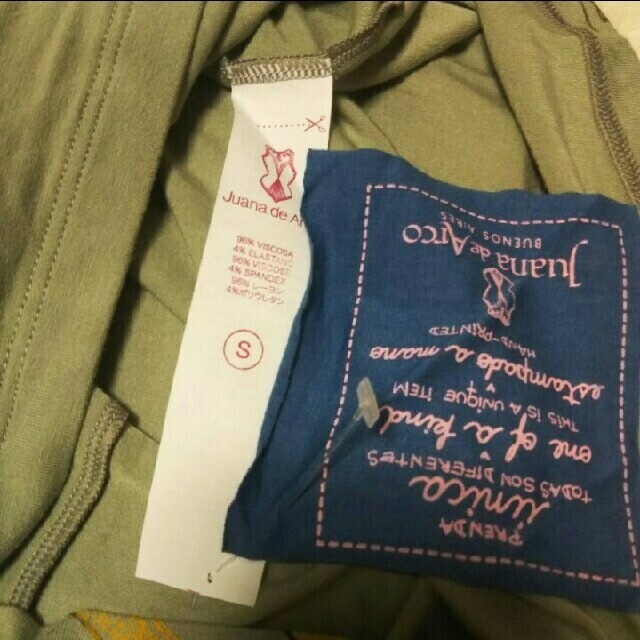 Juana de Ar
96% VISCOSA
4% ELASTANO
96% VISCOSE
4% SPANDEX
96% レーヨン
4%ポリウレタン
S
PRENDA
única
TODAS SON DIFERENTES
one of a kind
THIS IS A UNIQUE ITEM
estampado a mano
HAND-PRINTED
Juana de Arco
BUENOS AIRES